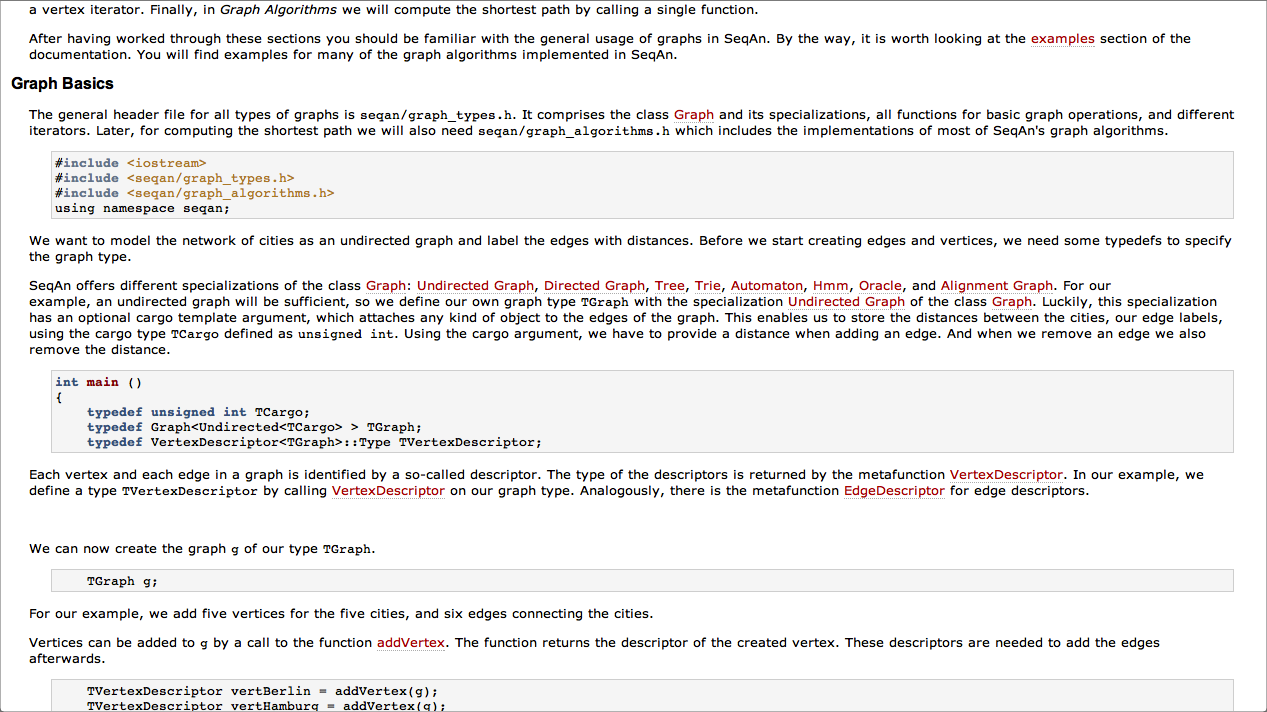 a vertex iterator. Finally, in Graph Algorithms we will compute the shortest path by calling a single function.
After having worked through these sections you should be familiar with the general usage of graphs in SeqAn. By the way, it is worth looking at the examples section of the
documentation. You will find examples for many of the graph algorithms implemented in SeqAn.
Graph Basics
The general header file for all types of graphs is seqan/graph_types.h. It comprises the class Graph and its specializations, all functions for basic graph operations, and different
iterators. Later, for computing the shortest path we will also need seqan/graph_algorithms.h which includes the implementations of most of SeqAn's graph algorithms.
#include <iostream>
#include <seqan/graph_types.h>
#include <seqan/graph_algorithms.h>
using namespace seqan;
We want to model the network of cities as an undirected graph and label the edges with distances. Before we start creating edges and vertices, we need some typedefs to specify
the graph type.
SeqAn offers different specializations of the class Graph: Undirected Graph, Directed Graph, Tree, Trie, Automaton, Hmm, Oracle, and Alignment Graph. For our
example, an undirected graph will be sufficient, so we define our own graph type TGraph with the specialization Undirected Graph of the class Graph. Luckily, this specialization
has an optional cargo template argument, which attaches any kind of object to the edges of the graph. This enables us to store the distances between the cities, our edge labels,
using the cargo type TCargo defined as unsigned int. Using the cargo argument, we have to provide a distance when adding an edge. And when we remove an edge we also
remove the distance.
int main ()
{
    typedef unsigned int TCargo;
    typedef Graph<Undirected<TCargo> > TGraph;
    typedef VertexDescriptor<TGraph>::Type TVertexDescriptor;
Each vertex and each edge in a graph is identified by a so-called descriptor. The type of the descriptors is returned by the metafunction VertexDescriptor. In our example, we
define a type TVertexDescriptor by calling VertexDescriptor on our graph type. Analogously, there is the metafunction EdgeDescriptor for edge descriptors.
We can now create the graph g of our type TGraph.
    TGraph g;
For our example, we add five vertices for the five cities, and six edges connecting the cities.
Vertices can be added to g by a call to the function addVertex. The function returns the descriptor of the created vertex. These descriptors are needed to add the edges
afterwards.
    TVertexDescriptor vertBerlin = addVertex(g);
    TVertexDescriptor vertHamburg = addVertex(g);